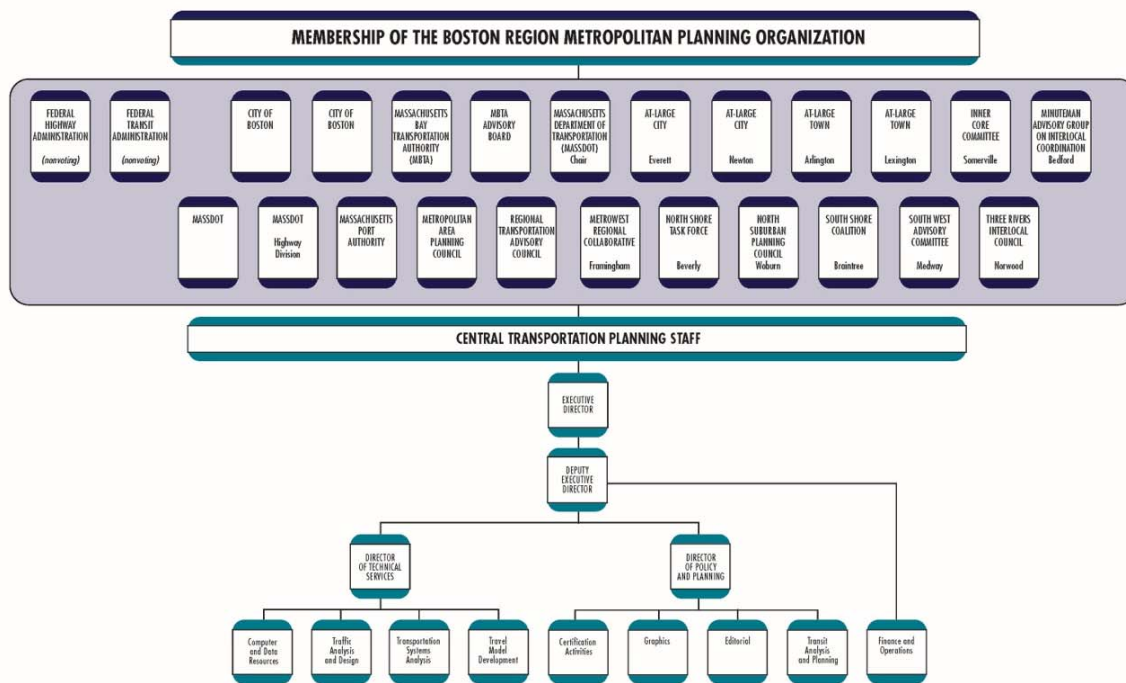 MEMBERSHIP OF THE BOSTON REGION METROPOLITAN PLANNING ORGANIZATION
FEDERAL
HIGHWAY
ADMINISTRATION
(nonvoting)
FEDERAL
TRANSIT
ADMINISTRATION
(nonvoting)
CITY OF
BOSTON
CITY OF
BOSTON
MASSACHUSETTS
BAY
TRANSPORTATION
AUTHORITY
(MBTA)
MBTA
ADVISORY
BOARD
MASSACHUSETTS
DEPARTMENT OF
TRANSPORTATION
(MASSDOT)
Chair
AT-LARGE
CITY
Everett
AT-LARGE
CITY
Newton
AT-LARGE
TOWN
Arlington
AT-LARGE
TOWN
Lexington
INNER
CORE
COMMITTEE
Somerville
MINUTEMAN
ADVISORY GROUP
ON INTERLOCAL
COORDINATION
Bedford
MASSDOT
MASSDOT
Highway
Division
MASSACHUSETTS
PORT
AUTHORITY
METROPOLITAN
AREA
PLANNING
COUNCIL
REGIONAL
TRANSPORTATION
ADVISORY
COUNCIL
METROWEST
REGIONAL
COLLABORATIVE
Framingham
NORTH SHORE
TASK FORCE
Beverly
NORTH
SUBURBAN
PLANNING
COUNCIL
Woburn
SOUTH SHORE
COALITION
Braintree
SOUTH WEST
ADVISORY
COMMITTEE
Medway
THREE RIVERS
INTERLOCAL
COUNCIL
Norwood
CENTRAL TRANSPORTATION PLANNING STAFF
EXECUTIVE
DIRECTOR
DEPUTY
EXECUTIVE
DIRECTOR
DIRECTOR
OF TECHNICAL
SERVICES
DIRECTOR
OF POLICY
AND PLANNING
Computer
and Data
Resources
Traffic
Analysis
and Design
Transportation
Systems
Analysis
Travel
Model
Development
Certification
Activities
Graphics
Editorial
Transit
Analysis
and Planning
Finance and
Operations